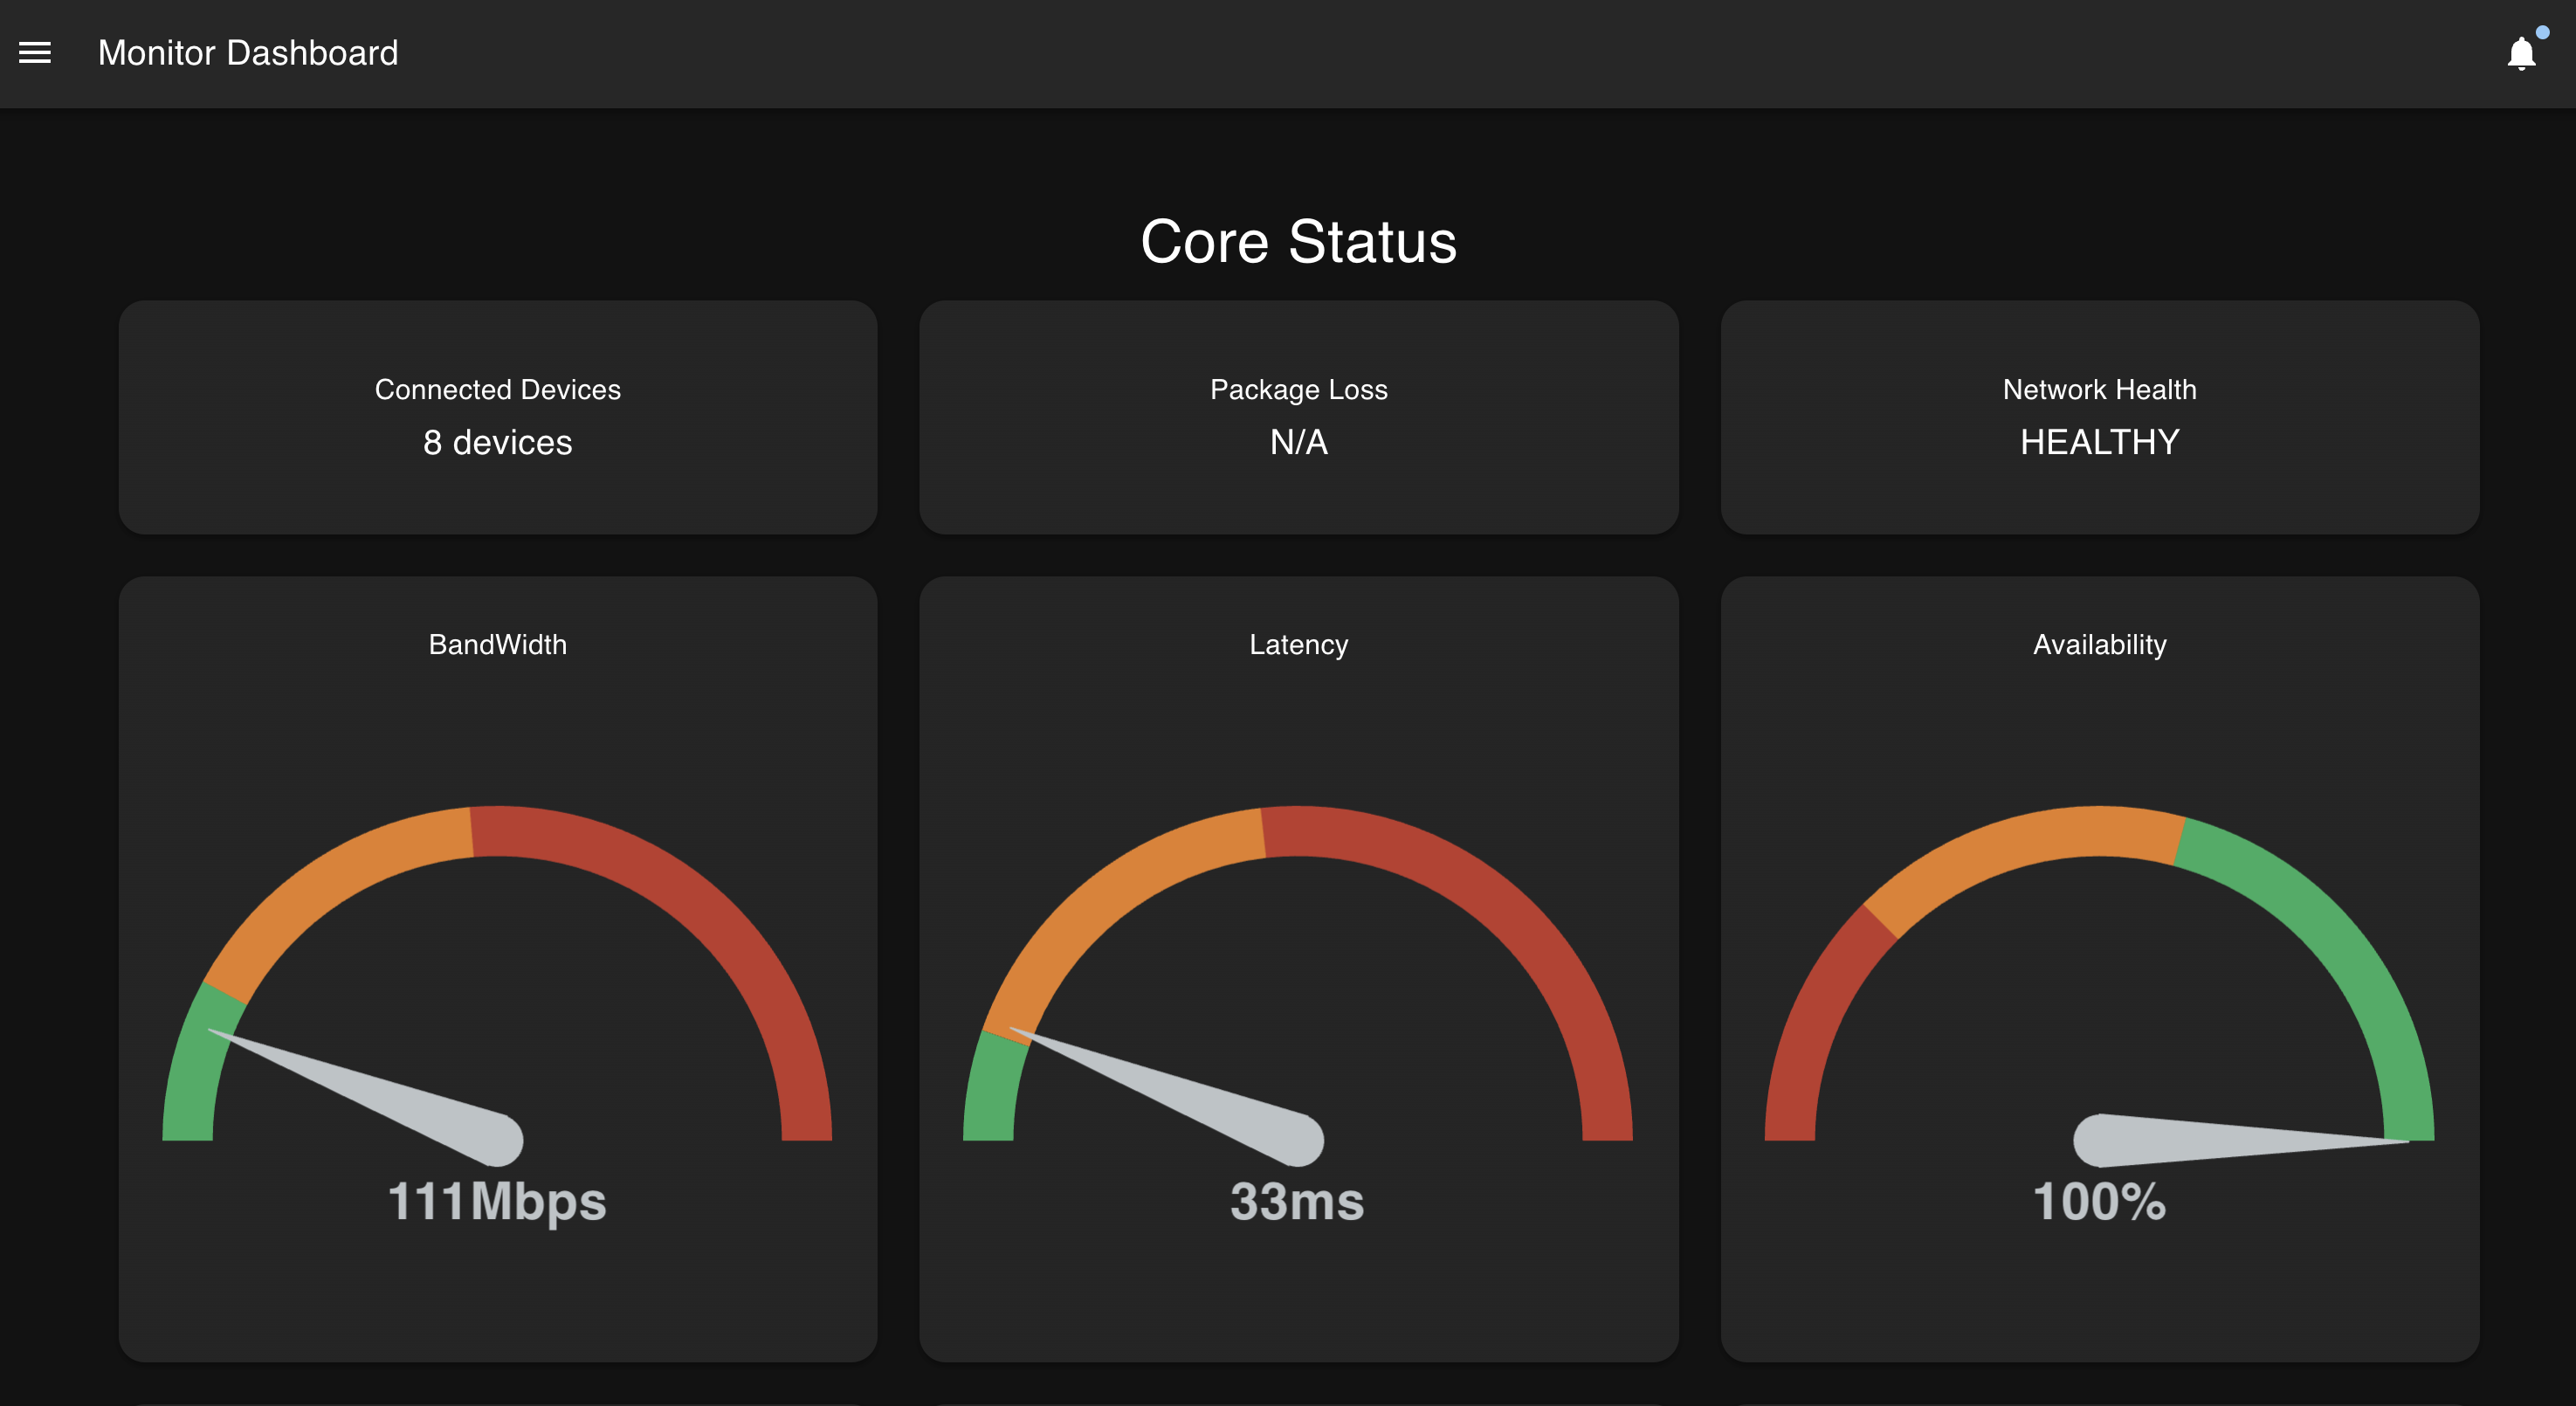 Monitor Dashboard
Core Status
Connected Devices
8 devices
Package Loss
N/A
Network Health
HEALTHY
BandWidth
111Mbps
Latency
33ms
Availability
100%